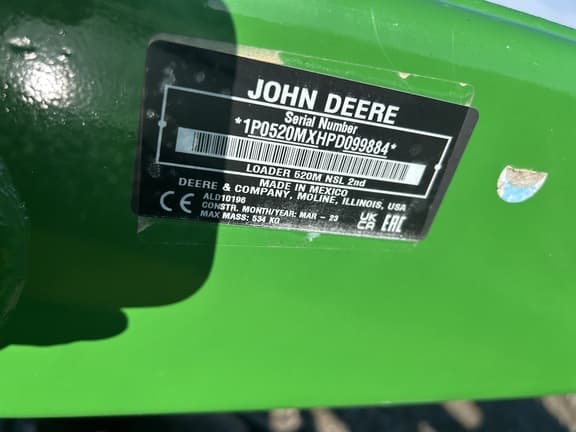 JOHN DEERE
Serial Number
*1P0520MXHPD099884*
LOADER 520M NSL 2nd
MADE IN MEXICO
DEERE & COMPANY, MOLINE, ILLINOIS, USA
ALD10196
CONSTR. MONTH/YEAR: MAR - 23
MAX MASS: 534 KG
CE
UK
CA
EAC